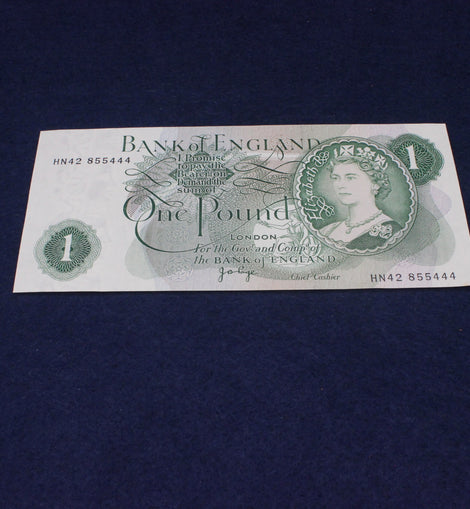 BANK of ENGLAND
HN42 855444
I Promise
to pay the
Bearer on
Demand the
sum of
One Pound
LONDON
For the Gov.r and Comp.a of
the BANK of ENGLAND
Chief Cashier
Elizabeth
1
1
HN42 855444